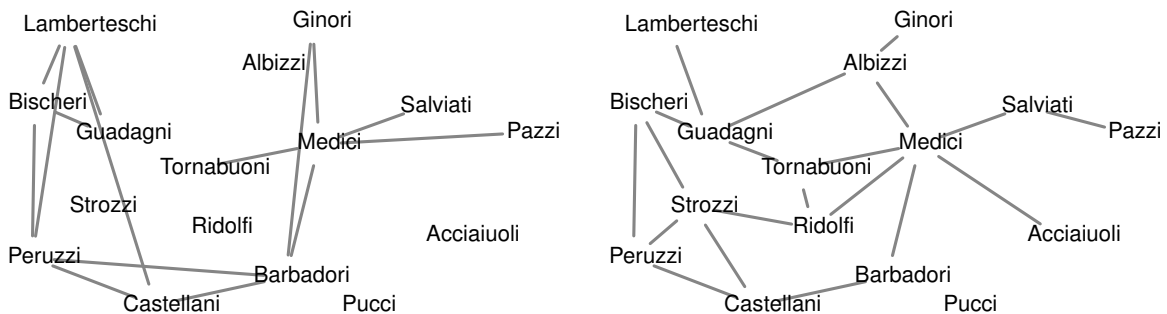 Lamberteschi
Ginori
Albizzi
Bischeri
Salviati
Guadagni
Pazzi
Medici
Tornabuoni
Strozzi
Ridolfi
Acciaiuoli
Peruzzi
Barbadori
Castellani
Pucci
Lamberteschi
Ginori
Albizzi
Bischeri
Salviati
Guadagni
Pazzi
Medici
Tornabuoni
Strozzi
Ridolfi
Acciaiuoli
Peruzzi
Barbadori
Castellani
Pucci